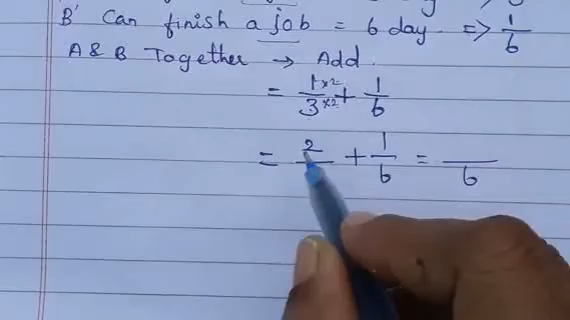 B' Can finish a job = 6 day. => 1/6
A & B Together → Add.
= 1×2/3×2 + 1/6
= 2/ + 1/6 = /6